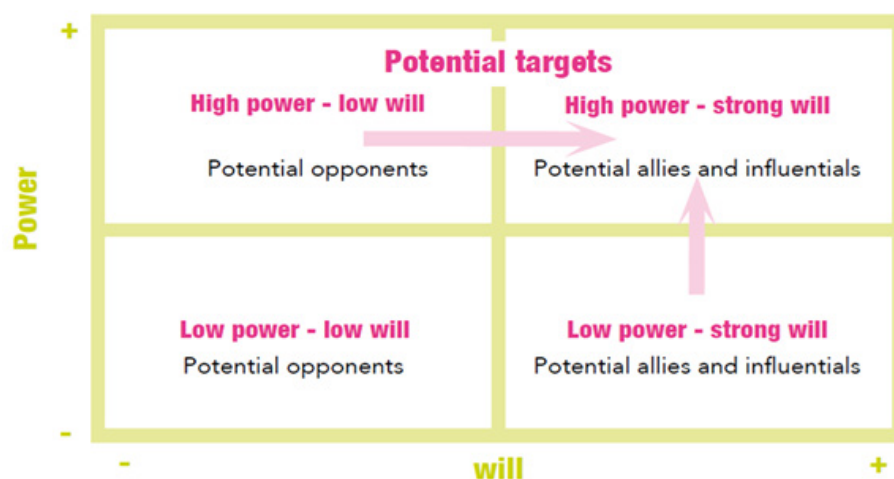 +
Potential targets
High power - low will
High power - strong will
Potential opponents
Potential allies and influentials
Power
Low power - low will
Low power - strong will
Potential opponents
Potential allies and influentials
-
-
will
+